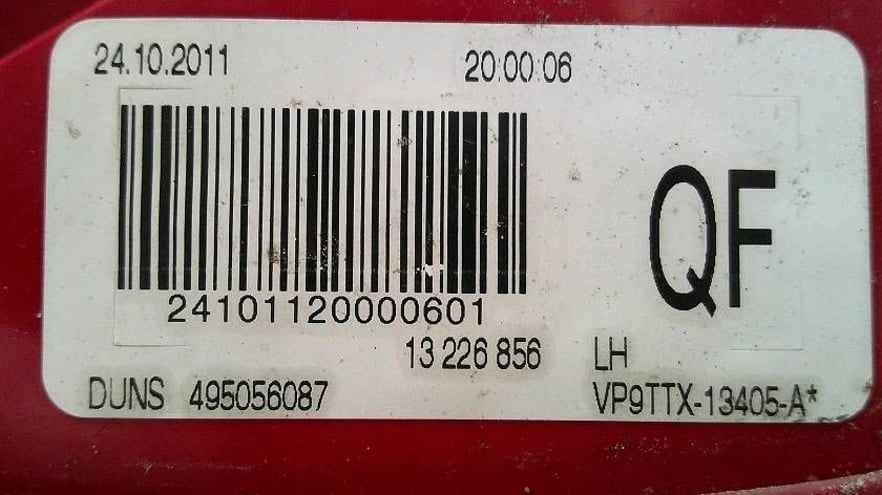 24.10.2011 20:00:06
QF
24101120000601
13 226 856 LH
DUNS 495056087 VP9TTX-13405-A*